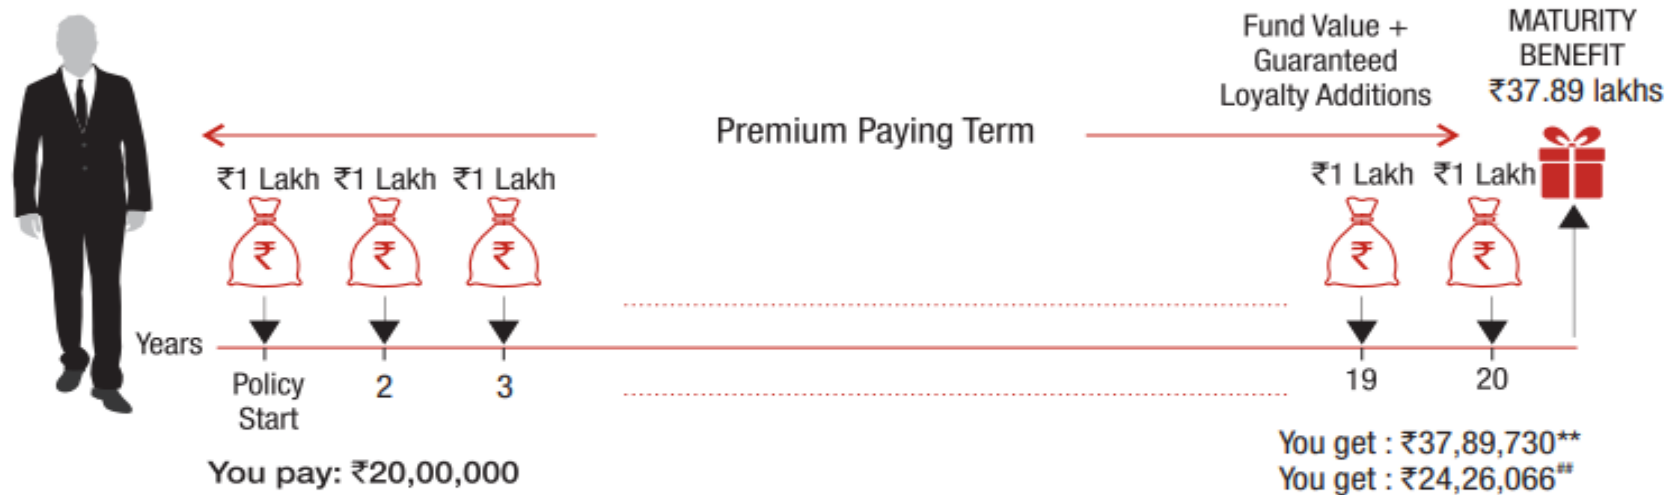 Fund Value +
Guaranteed
Loyalty Additions
MATURITY
BENEFIT
₹37.89 lakhs
Premium Paying Term
₹1 Lakh ₹1 Lakh ₹1 Lakh
₹1 Lakh ₹1 Lakh
₹ ₹ ₹ ₹ ₹
Years
Policy
Start
2 3 19 20
You pay: ₹20,00,000
You get : ₹37,89,730**
You get : ₹24,26,066##